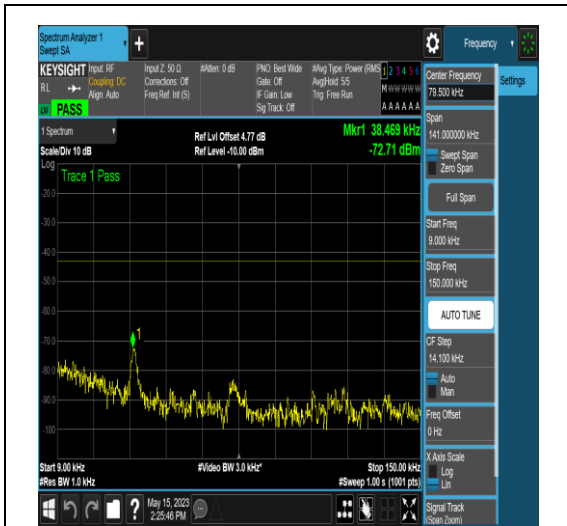 Spectrum Analyzer 1
Swept SA
+
Frequency
KEYSIGHT
RL
PASS
Input: RF
Coupling: DC
Align: Auto
Input Z: 50 Ω
Corrections: Off
Freq Ref: Int (S)
#Atten: 0 dB
PNO: Best Wide
Gate: Off
IF Gain: Low
Sig Track: Off
#Avg Type: Power (RMS
Avg|Hold: 5/5
Trig: Free Run
1 2 3 4 5 6
M W W W W W
A A A A A A
1 Spectrum
Scale/Div 10 dB
Ref Lvl Offset 4.77 dB
Ref Level -10.00 dBm
Mkr1 38.469 kHz
-72.71 dBm
Log
Trace 1 Pass
-20.0
-30.0
-40.0
-50.0
-60.0
-70.0
-80.0
-90.0
-100
1
Start 9.00 kHz
#Res BW 1.0 kHz
#Video BW 3.0 kHz*
Stop 150.00 kHz
#Sweep 1.00 s (1001 pts)
?
May 15, 2023
2:25:46 PM
Center Frequency
79.500 kHz
Span
141.000000 kHz
Swept Span
Zero Span
Full Span
Start Freq
9.000 kHz
Stop Freq
150.000 kHz
AUTO TUNE
CF Step
14.100 kHz
Auto
Man
Freq Offset
0 Hz
X Axis Scale
Log
Lin
Signal Track
(Span Zoom)
Settings